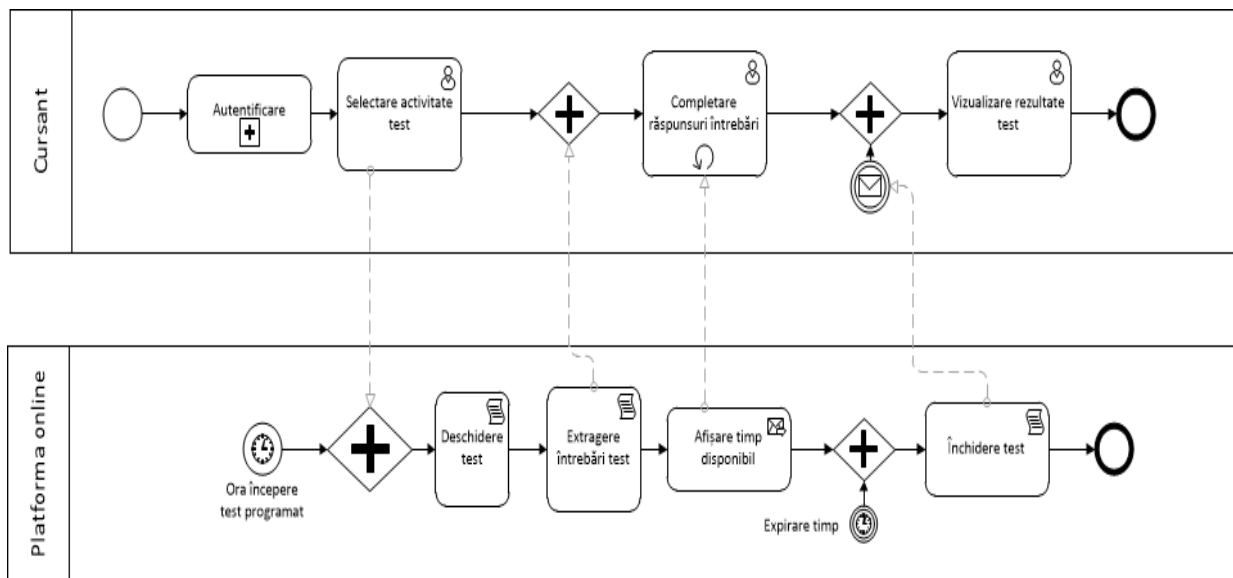 Cursant
Autentificare
Selectare activitate
test
Completare
răspunsuri întrebări
Vizualizare rezultate
test
Platforma online
Ora începere
test programat
Deschidere
test
Extragere
întrebări test
Afișare timp
disponibil
Expirare timp
Închidere test